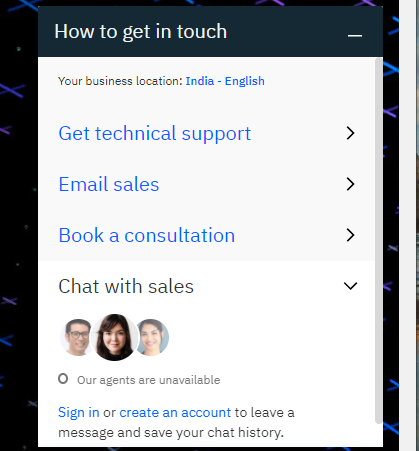 How to get in touch
Your business location: India - English
Get technical support
Email sales
Book a consultation
Chat with sales
Our agents are unavailable
Sign in or create an account to leave a
message and save your chat history.